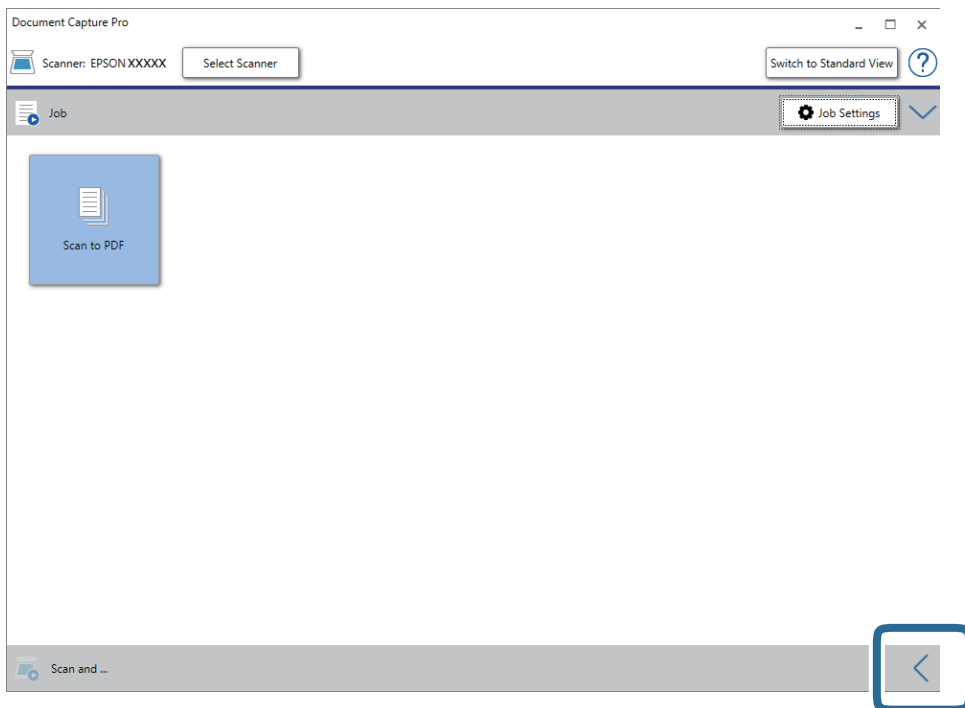 Document Capture Pro
Scanner: EPSON XXXXX
Select Scanner
Switch to Standard View
?
Job
Job Settings
Scan to PDF
Scan and ...